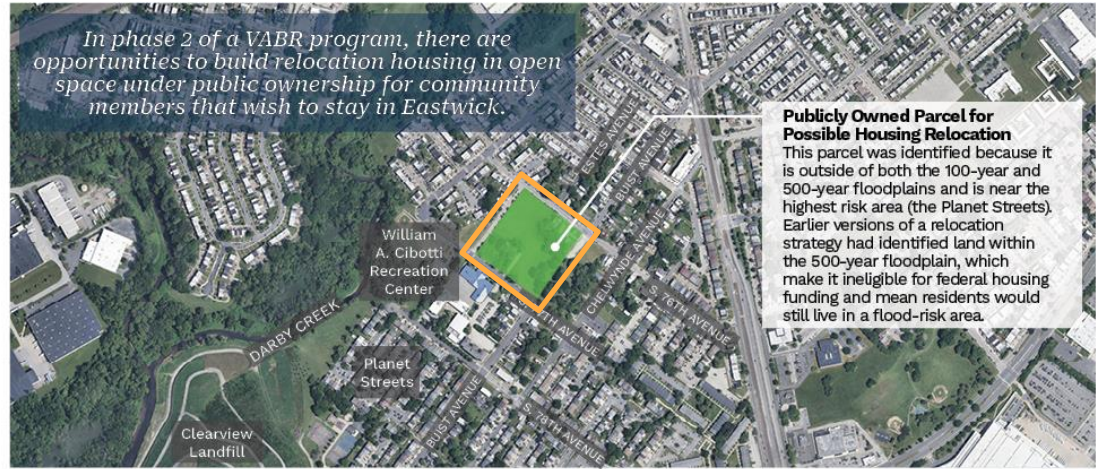 In phase 2 of a VABR program, there are
opportunities to build relocation housing in open
space under public ownership for community
members that wish to stay in Eastwick.
Publicly Owned Parcel for
Possible Housing Relocation
This parcel was identified because it
is outside of both the 100-year and
500-year floodplains and is near the
highest risk area (the Planet Streets).
Earlier versions of a relocation
strategy had identified land within
the 500-year floodplain, which
make it ineligible for federal housing
funding and mean residents would
still live in a flood-risk area.
ESTES AVENUE
BUIST AVENUE
CHELWYNDE AVENUE
William
A. Cibotti
Recreation
Center
AVENUE
S. 76TH AVENUE
DARBY CREEK
Planet
Streets
BUIST AVENUE
S. 78TH AVENUE
Clearview
Landfill